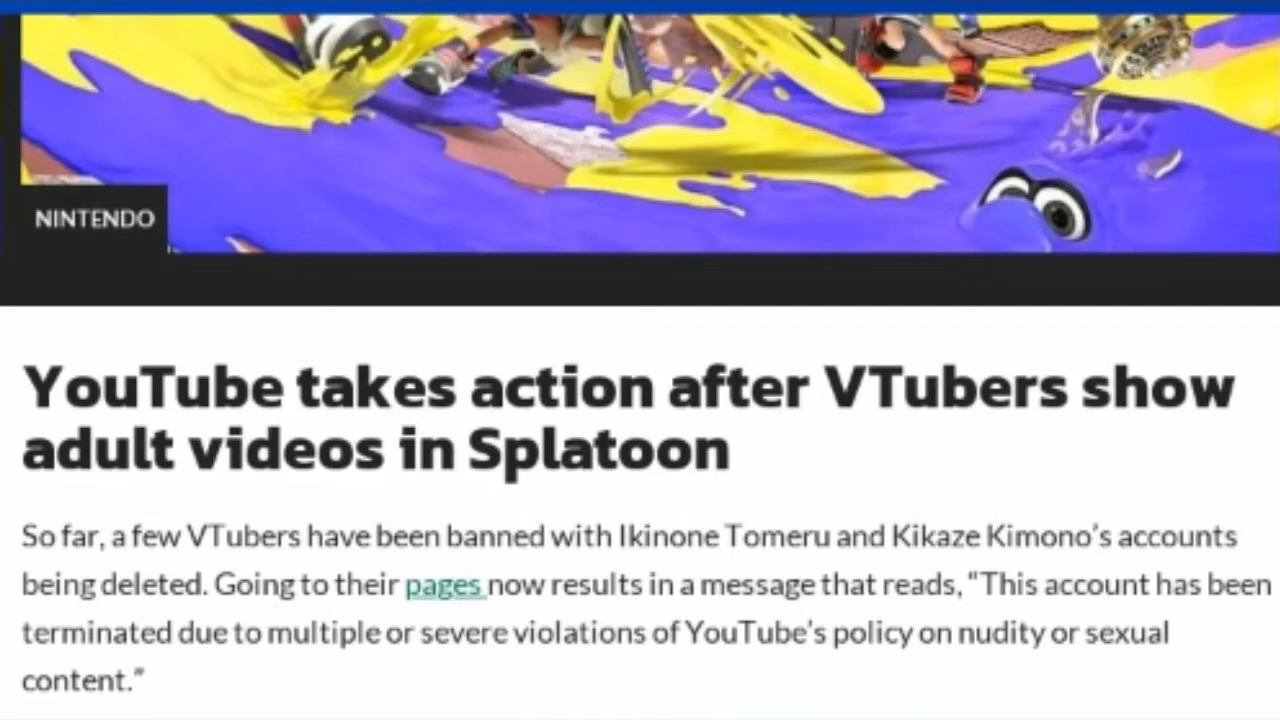 NINTENDO
YouTube takes action after VTubers show
adult videos in Splatoon
So far, a few VTubers have been banned with Ikinone Tomeru and Kikaze Kimono’s accounts
being deleted. Going to their pages now results in a message that reads, “This account has been
terminated due to multiple or severe violations of YouTube’s policy on nudity or sexual
content.”